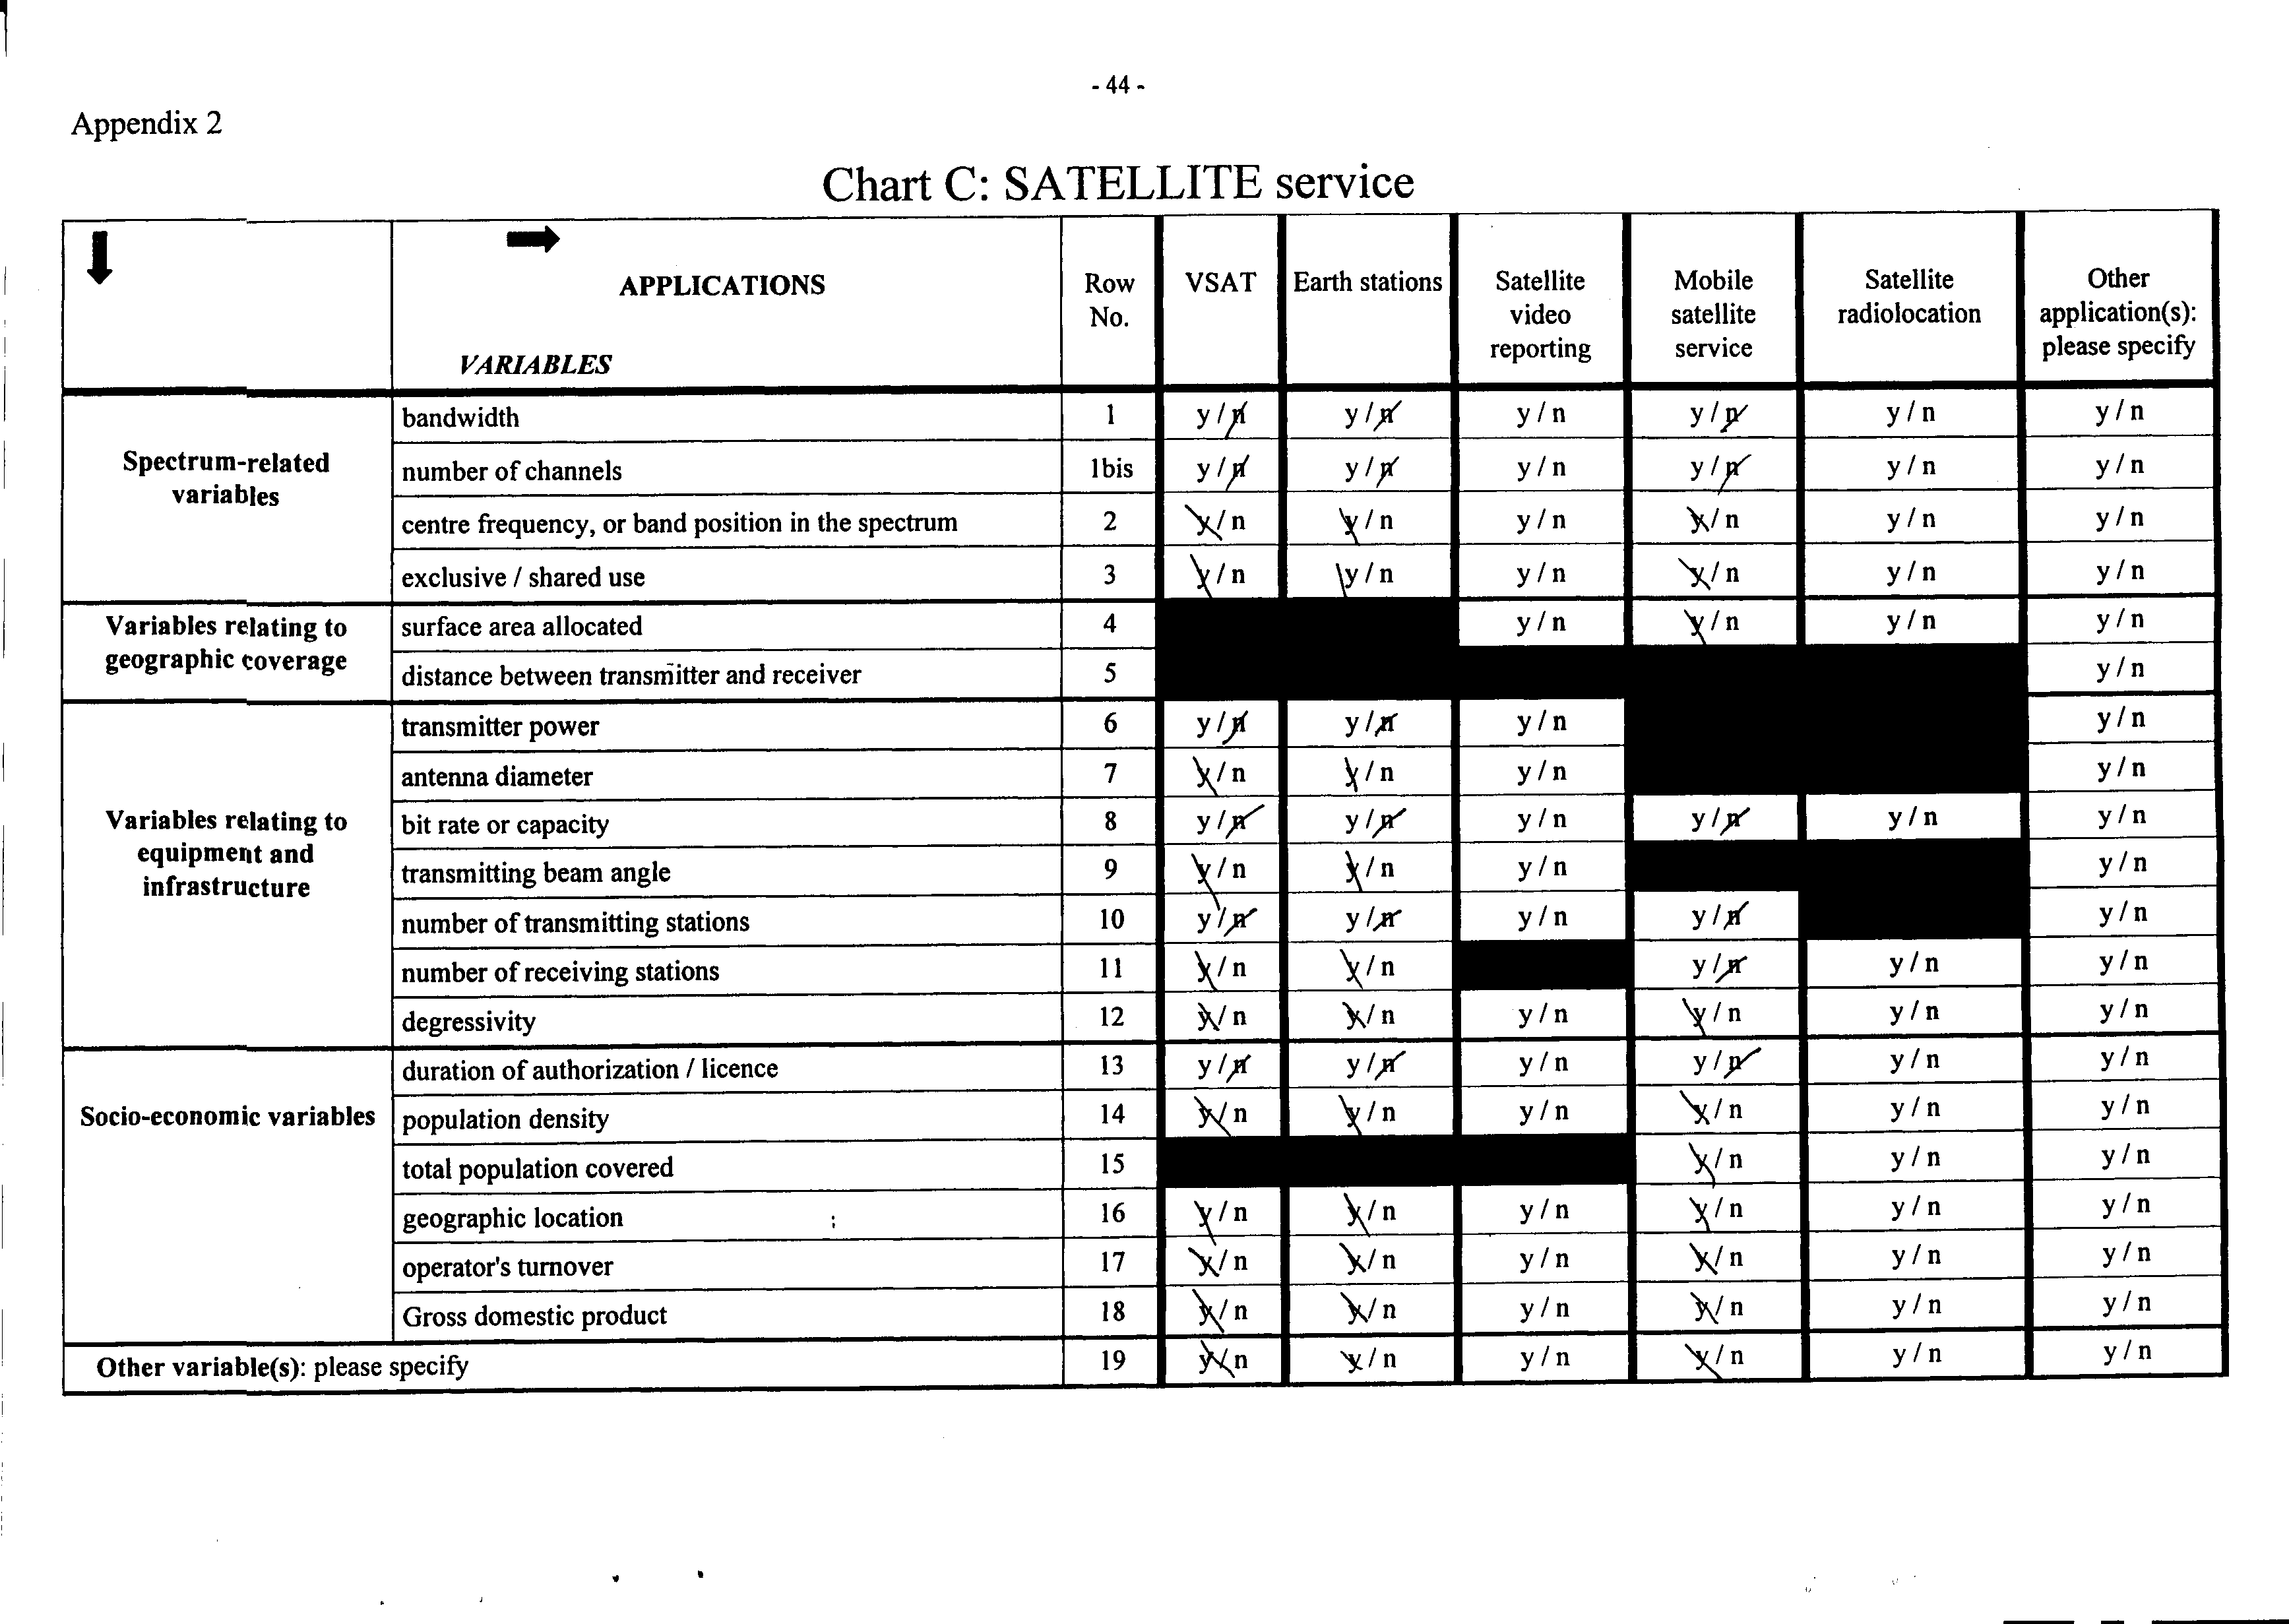 - 44 -
Appendix 2
Chart C: SATELLITE service
APPLICATIONS
VARIABLES
Row
No.
VSAT
Earth stations
Satellite
video
reporting
Mobile
satellite
service
Satellite
radiolocation
Other
application(s):
please specify
Spectrum-related
variables
bandwidth 1 y / n y / n y / n y / n y / n y / n
number of channels 1bis y / n y / n y / n y / n y / n y / n
centre frequency, or band position in the spectrum 2 y / n y / n y / n y / n y / n y / n
exclusive / shared use 3 y / n y / n y / n y / n y / n y / n
Variables relating to
geographic coverage
surface area allocated 4 y / n y / n y / n y / n
distance between transmitter and receiver 5 y / n
Variables relating to
equipment and
infrastructure
transmitter power 6 y / n y / n y / n y / n
antenna diameter 7 y / n y / n y / n y / n
bit rate or capacity 8 y / n y / n y / n y / n y / n y / n
transmitting beam angle 9 y / n y / n y / n y / n
number of transmitting stations 10 y / n y / n y / n y / n y / n
number of receiving stations 11 y / n y / n y / n y / n y / n
degressivity 12 y / n y / n y / n y / n y / n y / n
Socio-economic variables
duration of authorization / licence 13 y / n y / n y / n y / n y / n y / n
population density 14 y / n y / n y / n y / n y / n y / n
total population covered 15 y / n y / n y / n
geographic location 16 y / n y / n y / n y / n y / n y / n
operator's turnover 17 y / n y / n y / n y / n y / n y / n
Gross domestic product 18 y / n y / n y / n y / n y / n y / n
Other variable(s): please specify 19 y / n y / n y / n y / n y / n y / n